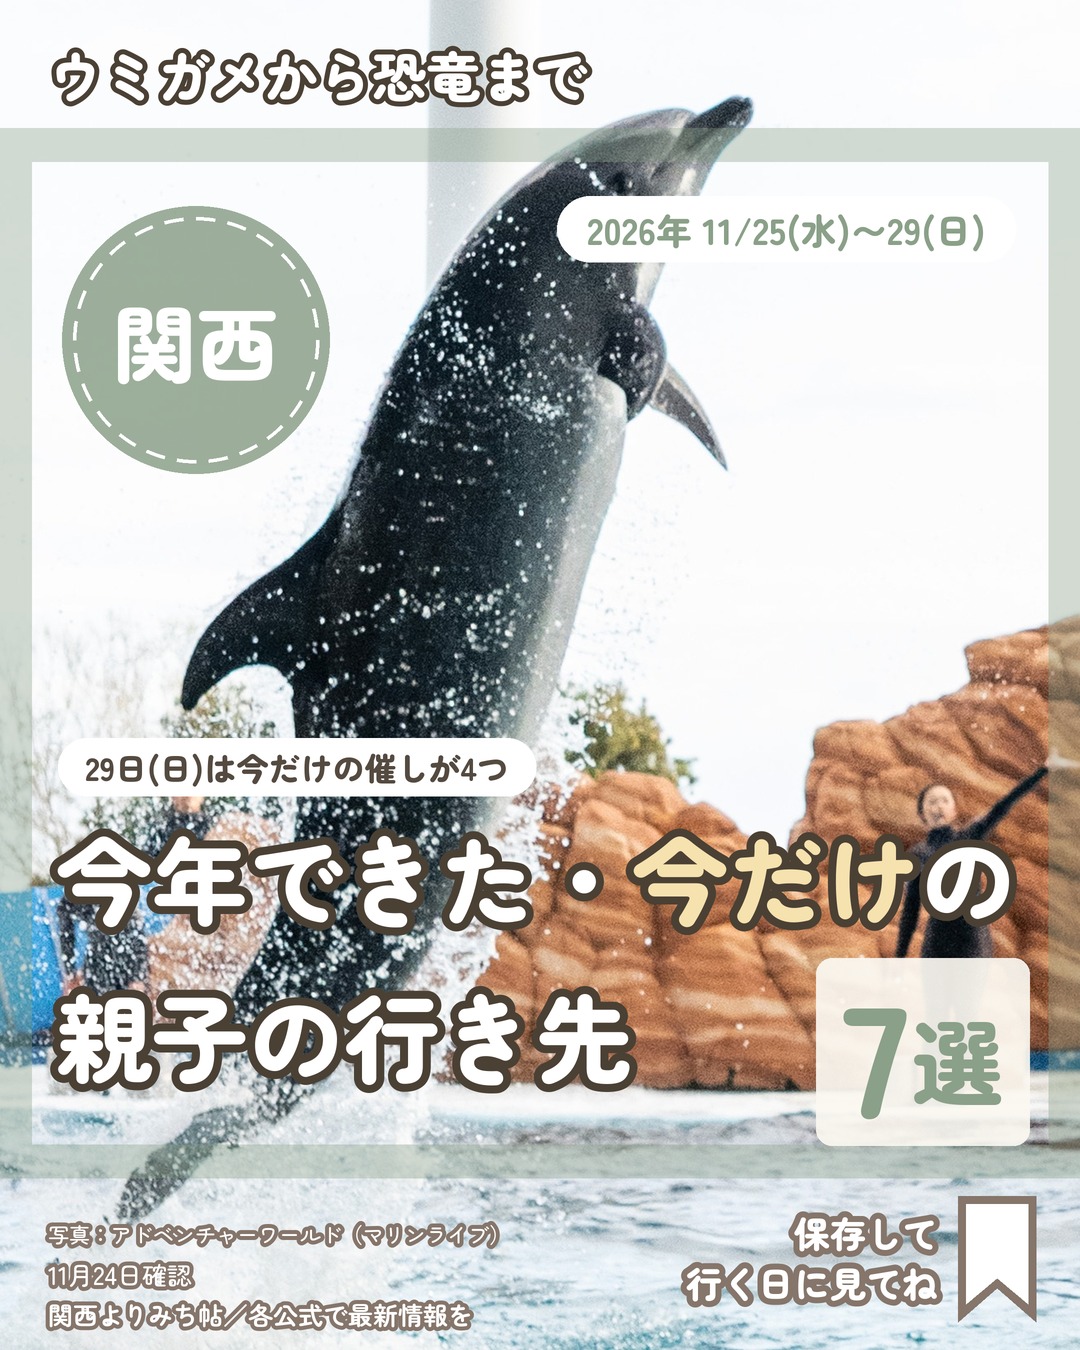 ウミガメから恐竜まで
2026年 11/25(水)〜29(日)
関西
29日(日)は今だけの催しが4つ
今年できた・今だけの
親子の行き先
7選
写真：アドベンチャーワールド（マリンライブ）
11月24日確認
関西よりみち帖／各公式で最新情報を
保存して
行く日に見てね